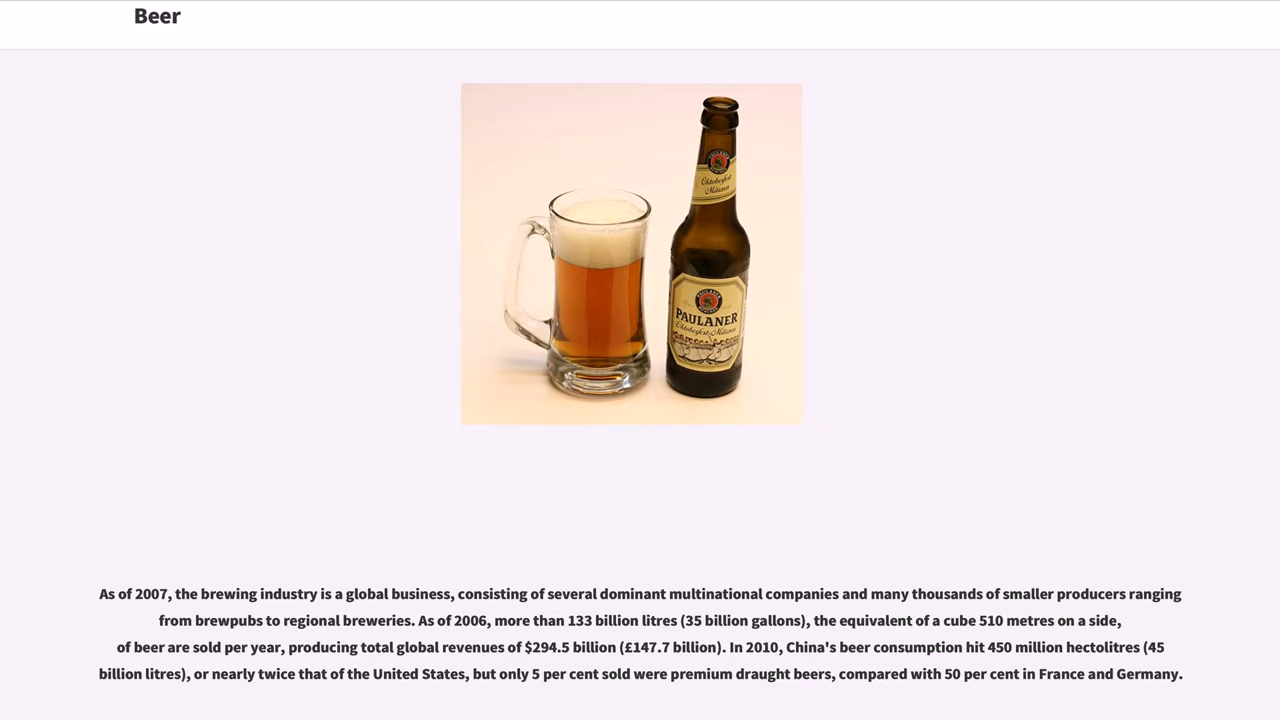 Beer
PAULANER
Oktoberfest
Märzen
PAULANER
Oktoberfest Märzen
As of 2007, the brewing industry is a global business, consisting of several dominant multinational companies and many thousands of smaller producers ranging
from brewpubs to regional breweries. As of 2006, more than 133 billion litres (35 billion gallons), the equivalent of a cube 510 metres on a side,
of beer are sold per year, producing total global revenues of $294.5 billion (£147.7 billion). In 2010, China's beer consumption hit 450 million hectolitres (45
billion litres), or nearly twice that of the United States, but only 5 per cent sold were premium draught beers, compared with 50 per cent in France and Germany.